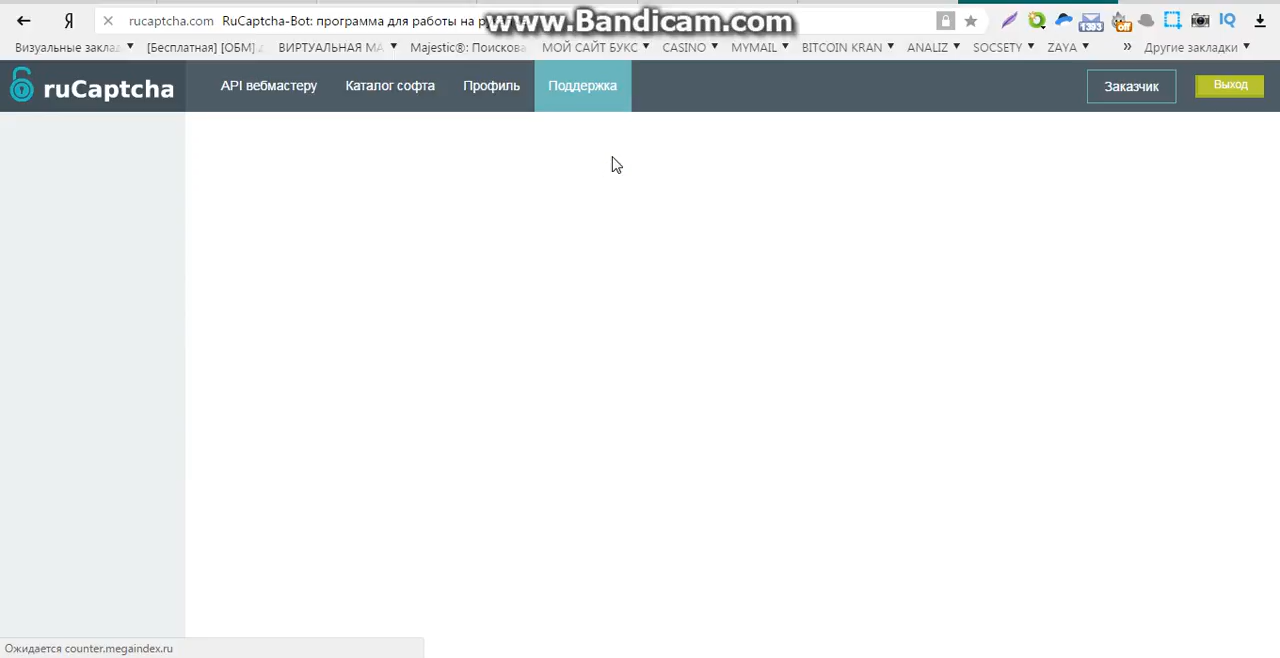 www.Bandicam.com
Я rucaptcha.com RuCaptcha-Bot: программа для работы на
Визуальные заклад [Бесплатная] [ОБМ] ВИРТУАЛЬНАЯ МА Majestic®: Поискова МОЙ САЙТ БУКС CASINO MYMAIL BITCOIN KRAN ANALIZ SOCSETY ZAYA » Другие закладки
ruCaptcha API вебмастеру Каталог софта Профиль Поддержка Заказчик Выход
Ожидается counter.megaindex.ru